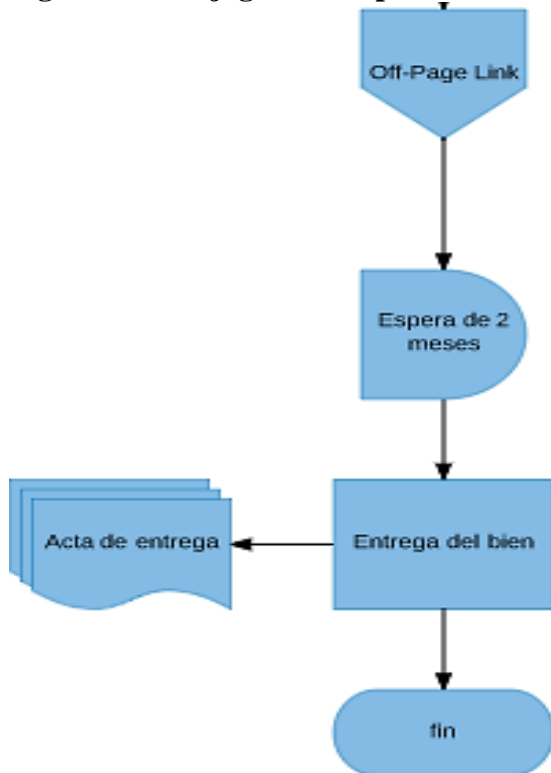 Off-Page Link
Espera de 2
meses
Acta de entrega
Entrega del bien
fin